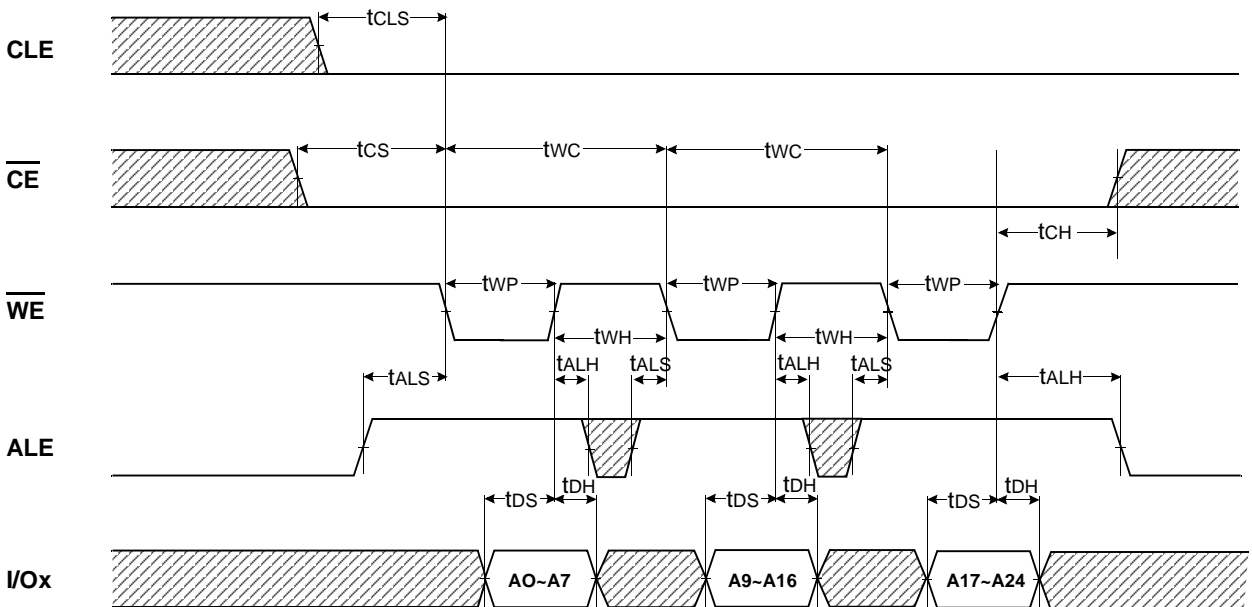 tCLS
CLE
tCS tWC tWC
CE
tCH
tWP tWP tWP
WE
tWH tWH
tALH tALS tALH tALS
tALS tALH
ALE
tDS tDH tDS tDH tDS tDH
I/Ox AO~A7 A9~A16 A17~A24